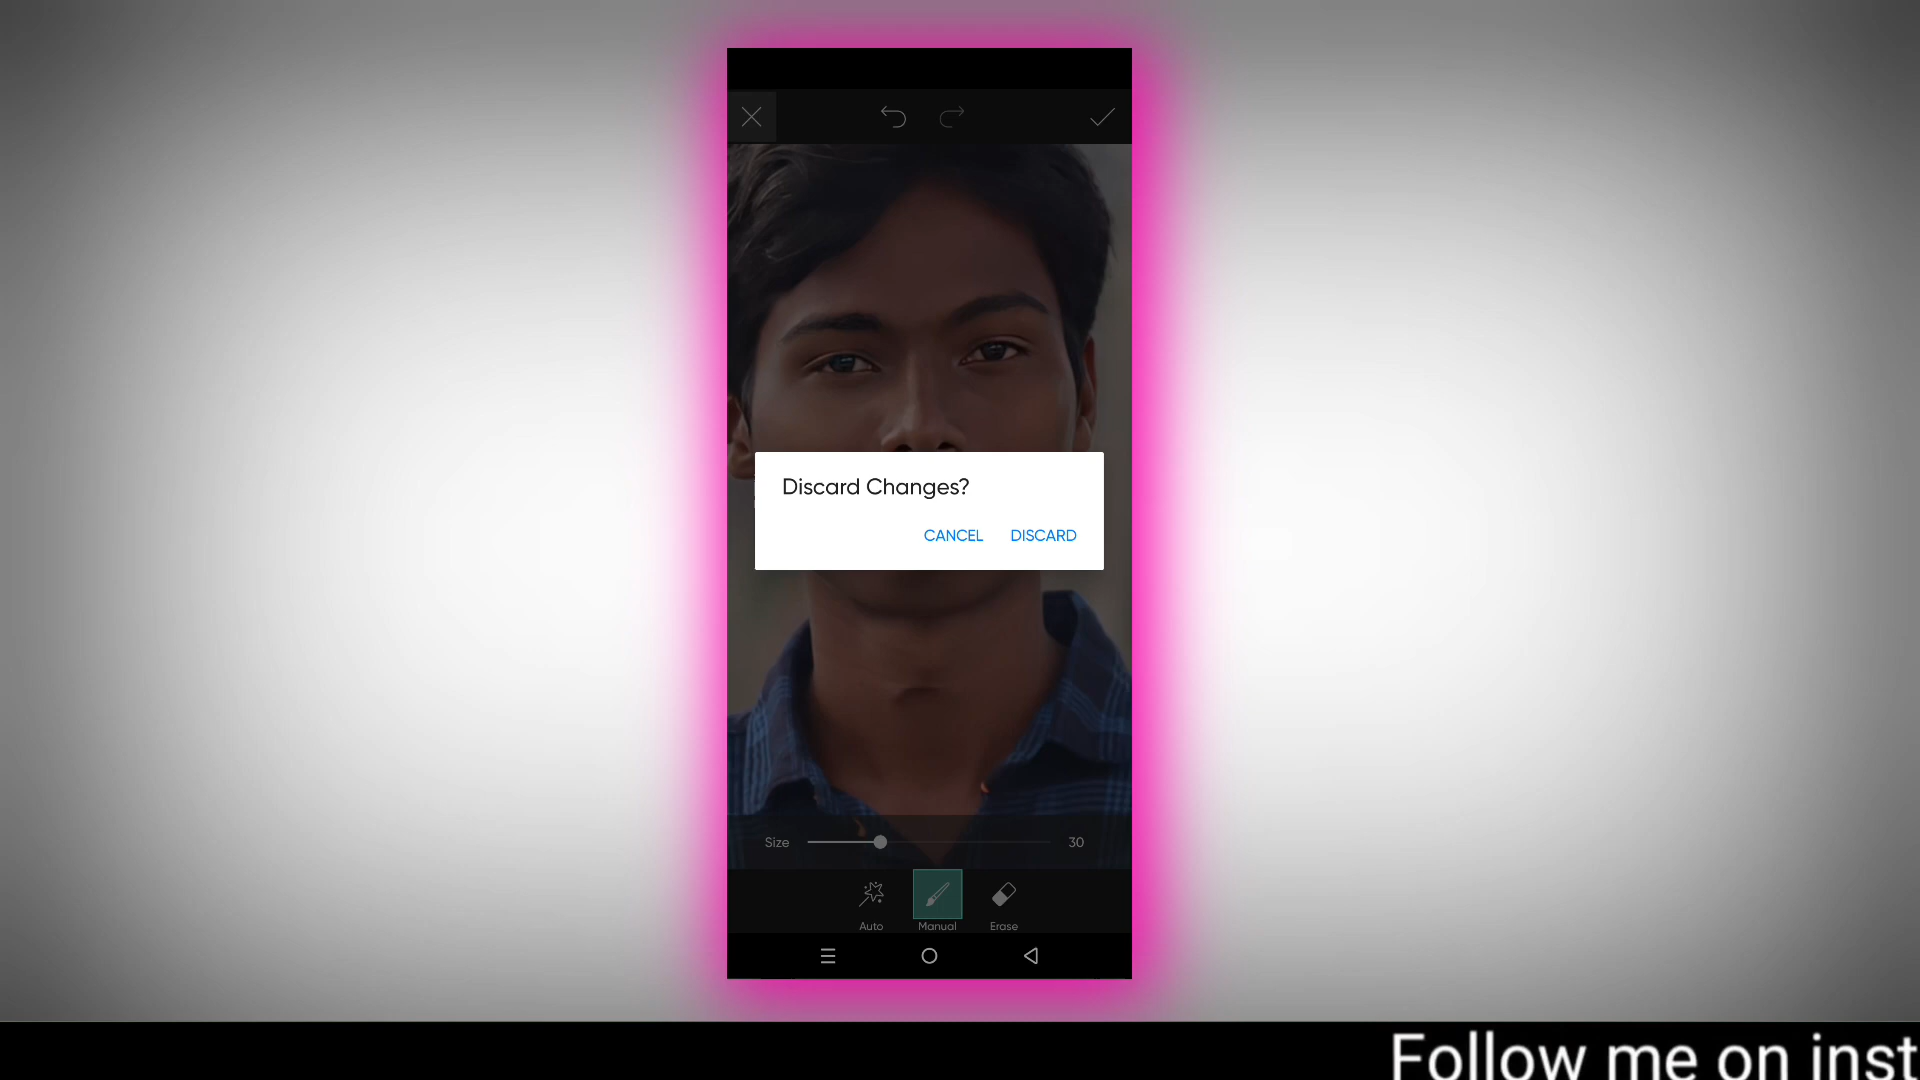 Discard Changes?
CANCEL DISCARD
Size 30
Auto Manual Erase
Follow me on inst